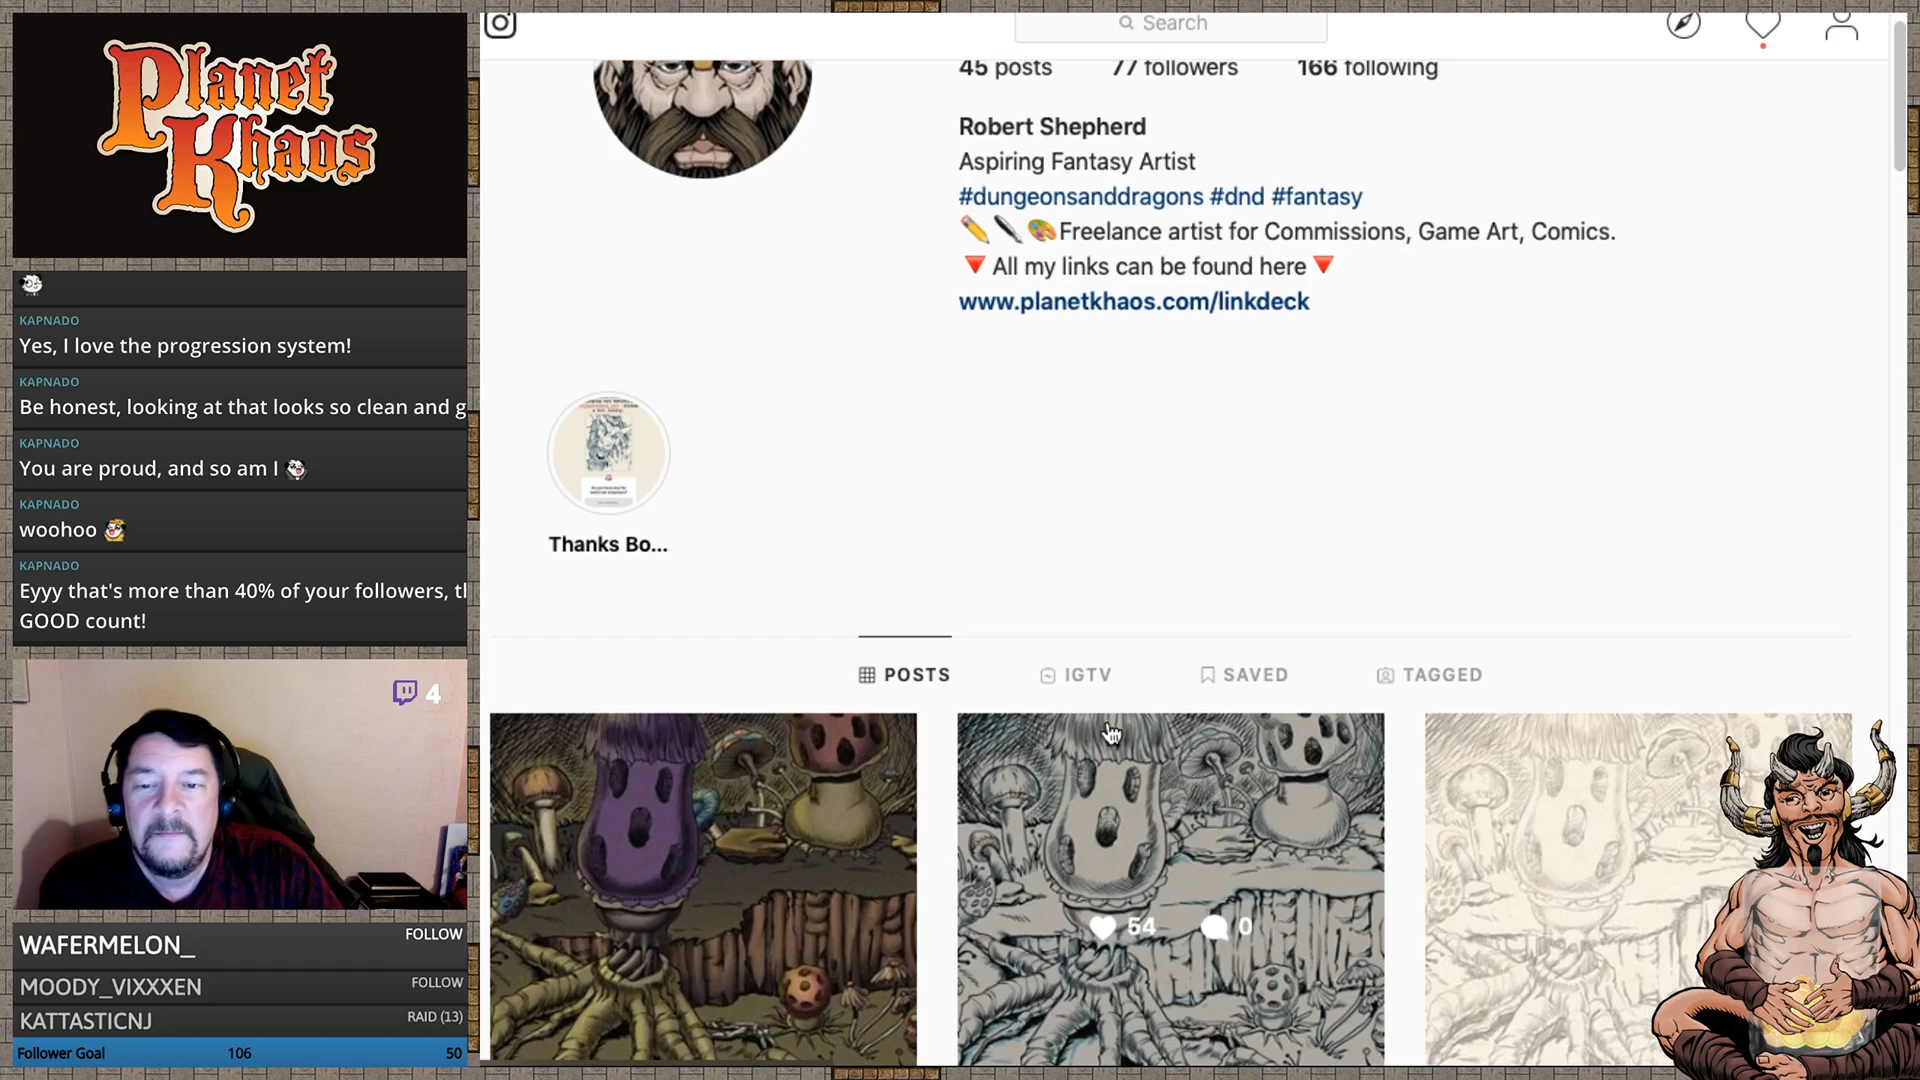 Planet
Khaos
KAPNADO
Yes, I love the progression system!
KAPNADO
Be honest, looking at that looks so clean and g
KAPNADO
You are proud, and so am I
KAPNADO
woohoo
KAPNADO
Eyyy that's more than 40% of your followers, tl
GOOD count!
4
WAFERMELON_ FOLLOW
MOODY_VIXXXEN FOLLOW
KATTASTICNJ RAID (13)
Follower Goal 106 50
Search
45 posts 77 followers 166 following
Robert Shepherd
Aspiring Fantasy Artist
#dungeonsanddragons #dnd #fantasy
Freelance artist for Commissions, Game Art, Comics.
All my links can be found here
www.planetkhaos.com/linkdeck
Thanks Bo...
POSTS IGTV SAVED TAGGED
54 0